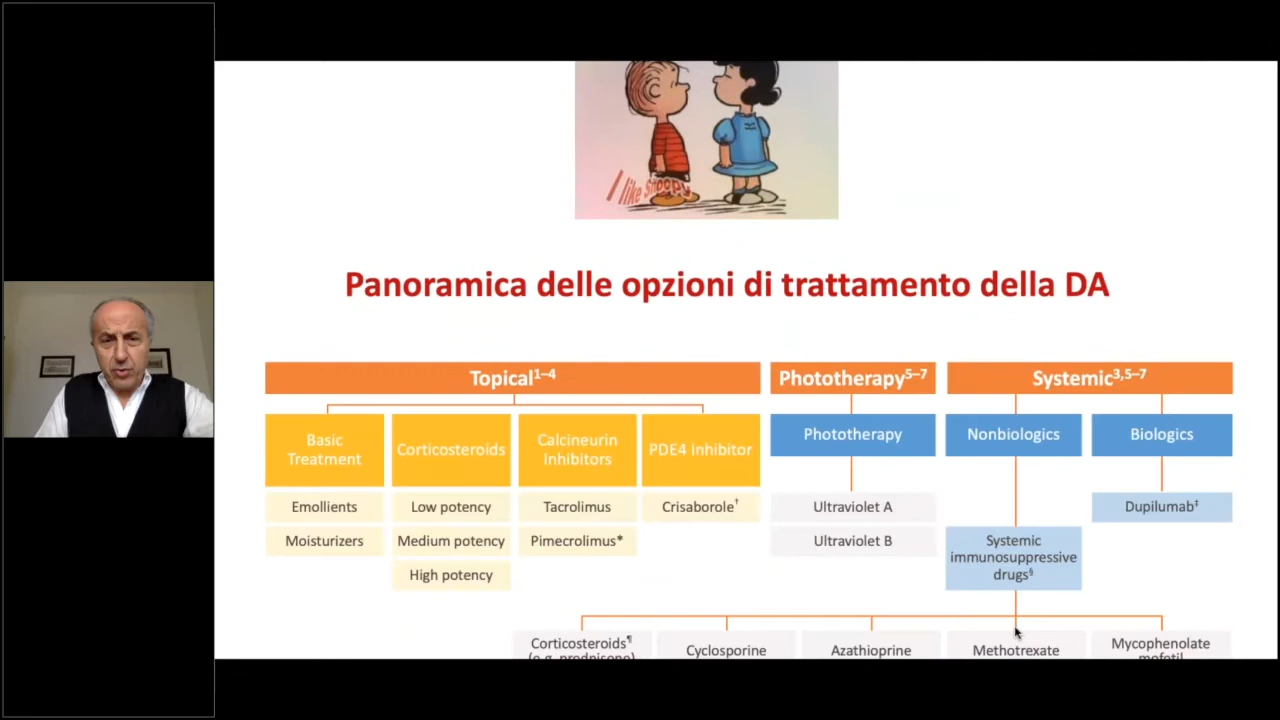 I like Snoopy
Panoramica delle opzioni di trattamento della DA
Topical¹⁻⁴
Phototherapy⁵⁻⁷
Systemic³,⁵⁻⁷
Basic
Treatment
Corticosteroids
Calcineurin
Inhibitors
PDE4 Inhibitor
Phototherapy
Nonbiologics
Biologics
Emollients
Low potency
Tacrolimus
Crisaborole†
Ultraviolet A
Dupilumab‡
Moisturizers
Medium potency
Pimecrolimus*
Ultraviolet B
Systemic
immunosuppressive
drugs§
High potency
Corticosteroids¶
(e.g. prednisone)
Cyclosporine
Azathioprine
Methotrexate
Mycophenolate
mofetil